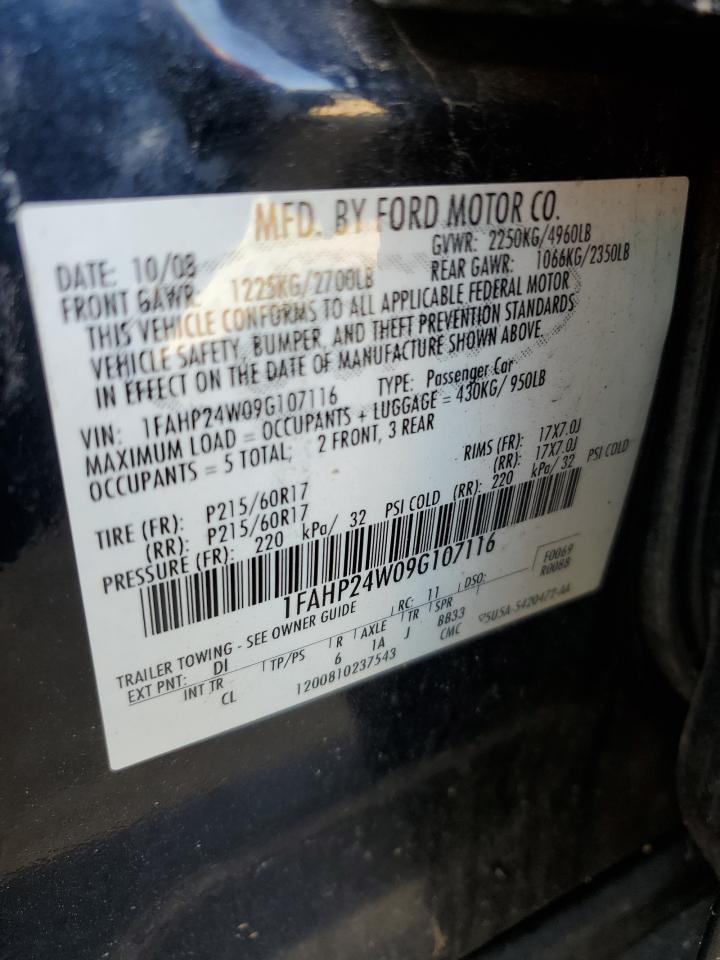 MFD. BY FORD MOTOR CO.
DATE: 10/08 GVWR: 2250KG/4960LB
FRONT GAWR: 1225KG/2700LB REAR GAWR: 1066KG/2350LB
THIS VEHICLE CONFORMS TO ALL APPLICABLE FEDERAL MOTOR
VEHICLE SAFETY, BUMPER, AND THEFT PREVENTION STANDARDS
IN EFFECT ON THE DATE OF MANUFACTURE SHOWN ABOVE.
VIN: 1FAHP24W09G107116 TYPE: Passenger Car
MAXIMUM LOAD = OCCUPANTS + LUGGAGE = 430KG/ 950LB
OCCUPANTS = 5 TOTAL; 2 FRONT, 3 REAR
TIRE (FR): P215/60R17 RIMS (FR): 17X7.0J
(RR): P215/60R17 (RR): 17X7.0J
PRESSURE (FR): 220 kPa/ 32 PSI COLD (RR): 220 kPa/ 32 PSI COLD
1FAHP24W09G107116
F0069
R0088
TRAILER TOWING - SEE OWNER GUIDE RC: 11 DSO:
EXT PNT: DI TP/PS R AXLE TR SPR
INT TR 6 1A J BB33
CL 1200810237543 CMC 5U5A-5420472-AA